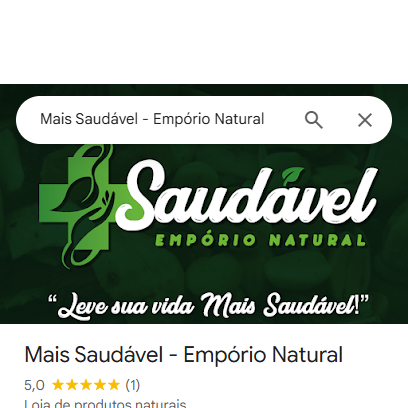 Mais Saudável - Empório Natural
Saudável
EMPÓRIO NATURAL
“Leve sua vida Mais Saudável!”
Mais Saudável - Empório Natural
5,0 ★★★★★ (1)
Loja de produtos naturais